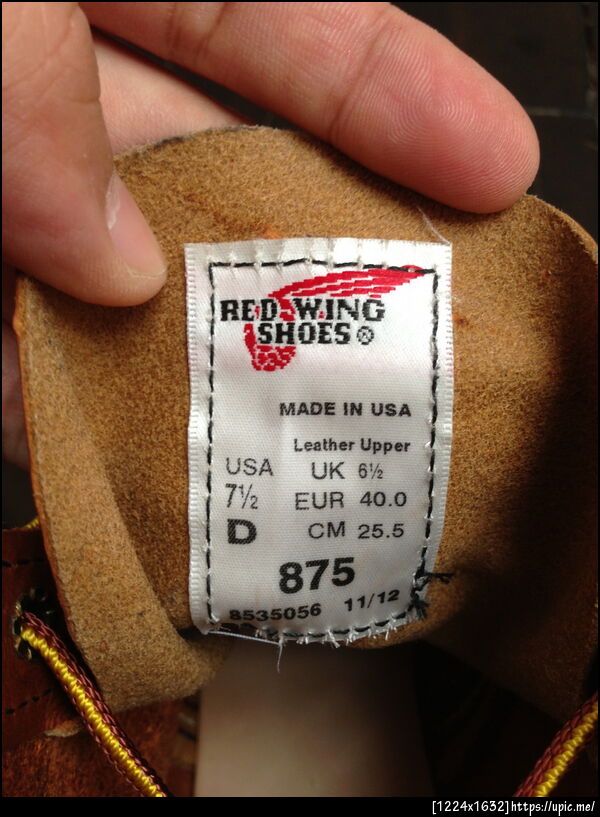 RED WING
SHOES®
MADE IN USA
Leather Upper
USA UK 6½
7½ EUR 40.0
D CM 25.5
875
8535056 11/12
[1224x1632]https://upic.me/